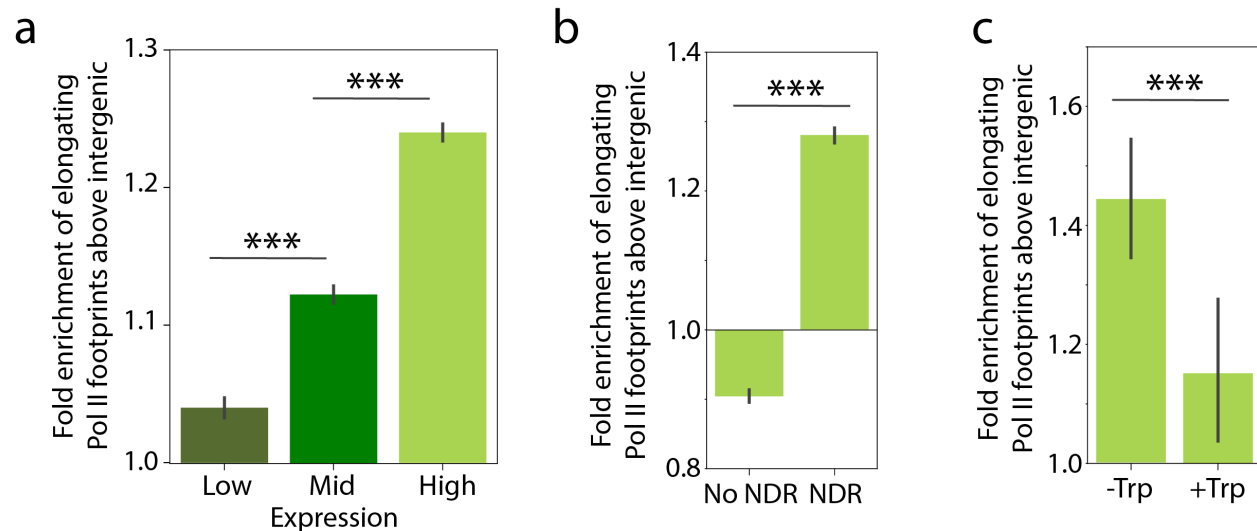 a
Fold enrichment of elongating
Pol II footprints above intergenic
1.3
1.2
1.1
1.0
***
***
Low Mid High
Expression
b
Fold enrichment of elongating
Pol II footprints above intergenic
1.4
1.2
1.0
0.8
***
No NDR NDR
c
Fold enrichment of elongating
Pol II footprints above intergenic
1.6
1.4
1.2
1.0
***
-Trp +Trp